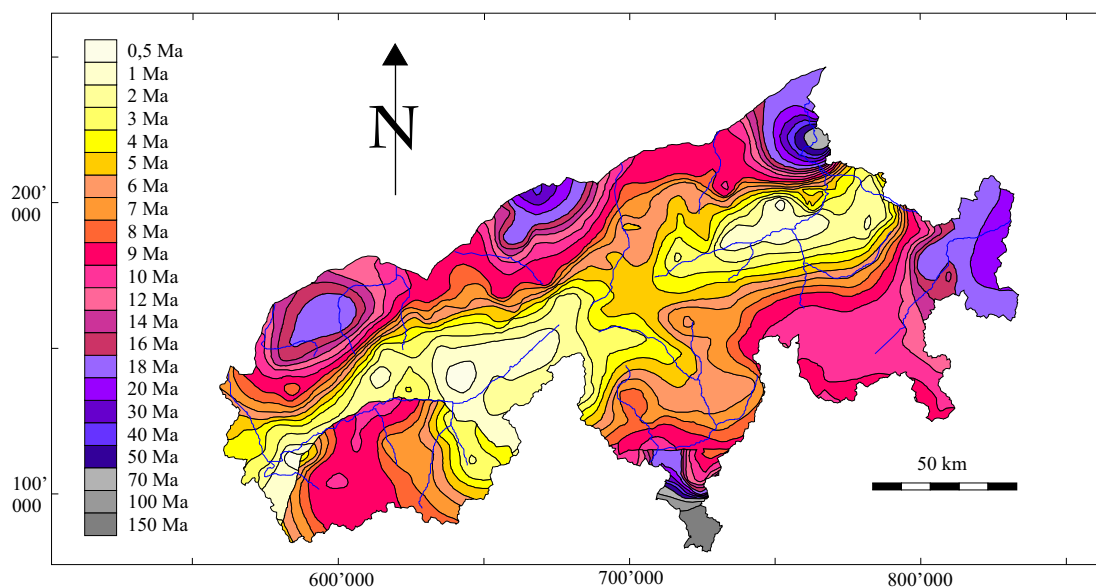 0,5 Ma
1 Ma
2 Ma
3 Ma
4 Ma
5 Ma
6 Ma
7 Ma
8 Ma
9 Ma
10 Ma
12 Ma
14 Ma
16 Ma
18 Ma
20 Ma
30 Ma
40 Ma
50 Ma
70 Ma
100 Ma
150 Ma
N
200'
000
100'
000
50 km
600’000
700’000
800’000